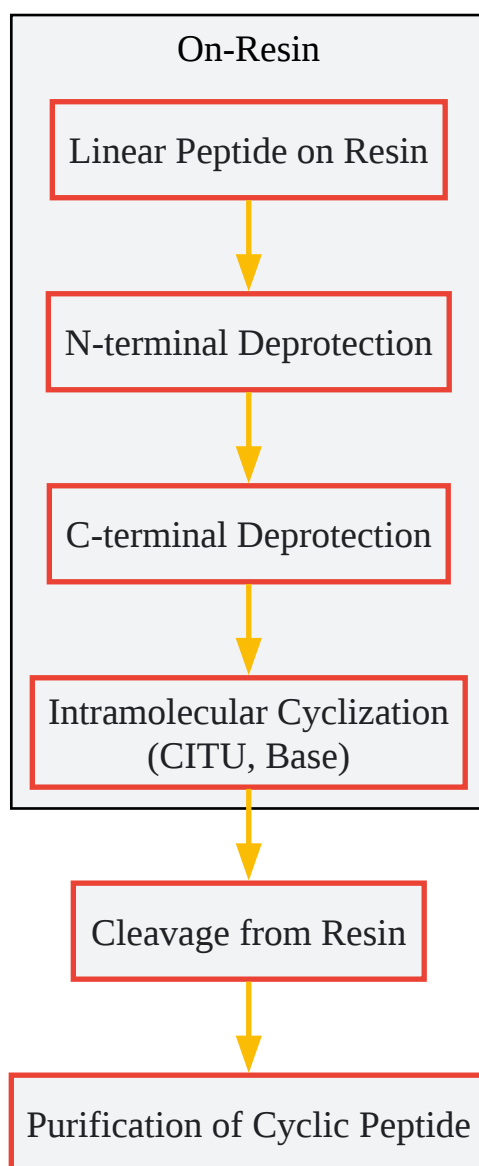 On-Resin
Linear Peptide on Resin
N-terminal Deprotection
C-terminal Deprotection
Intramolecular Cyclization
(CITU, Base)
Cleavage from Resin
Purification of Cyclic Peptide